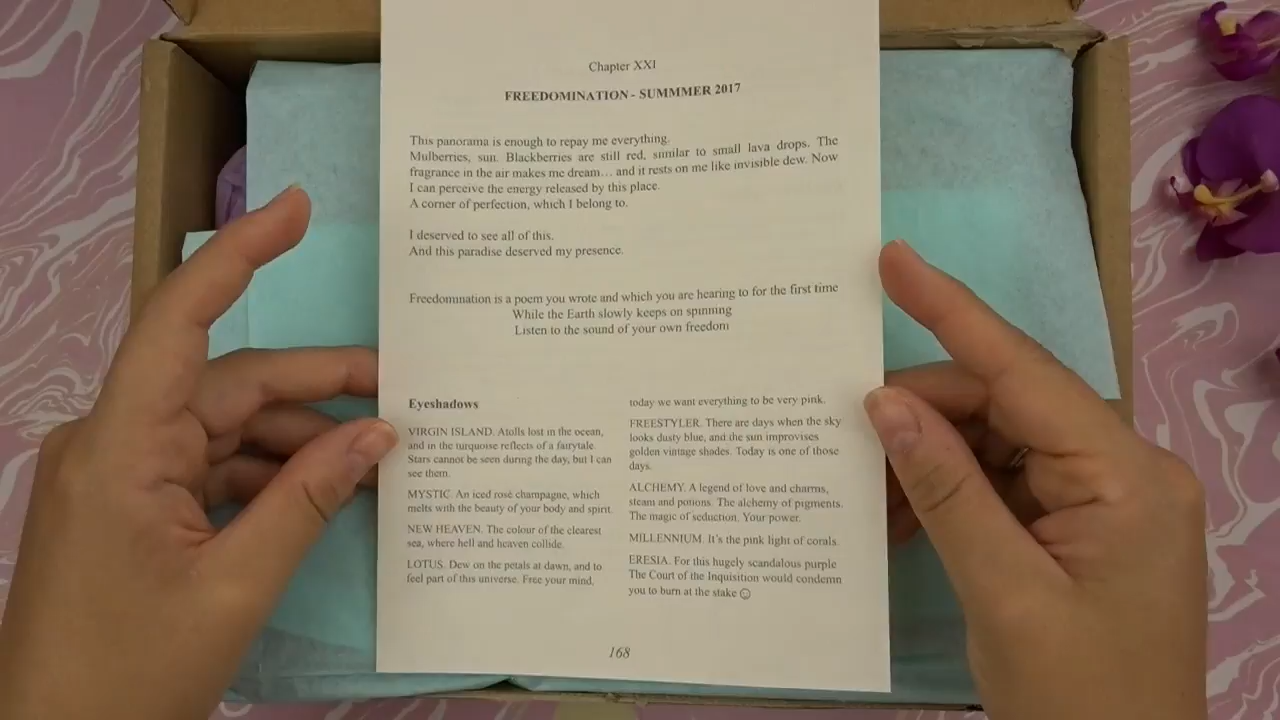 Chapter XXI
FREEDOMINATION - SUMMMER 2017
This panorama is enough to repay me everything.
Mulberries, sun. Blackberries are still red, similar to small lava drops. The
fragrance in the air makes me dream… and it rests on me like invisible dew. Now
I can perceive the energy released by this place.
A corner of perfection, which I belong to.
I deserved to see all of this.
And this paradise deserved my presence.
Freedomination is a poem you wrote and which you are hearing to for the first time
While the Earth slowly keeps on spinning
Listen to the sound of your own freedom
Eyeshadows
VIRGIN ISLAND. Atolls lost in the ocean,
and in the turquoise reflects of a fairytale.
Stars cannot be seen during the day, but I can
see them.
MYSTIC. An iced rosé champagne, which
melts with the beauty of your body and spirit.
NEW HEAVEN. The colour of the clearest
sea, where hell and heaven collide.
LOTUS. Dew on the petals at dawn, and to
feel part of this universe. Free your mind,
today we want everything to be very pink.
FREESTYLER. There are days when the sky
looks dusty blue, and the sun improvises
golden vintage shades. Today is one of those
days.
ALCHEMY. A legend of love and charms,
steam and potions. The alchemy of pigments.
The magic of seduction. Your power.
MILLENNIUM. It's the pink light of corals.
ERESIA. For this hugely scandalous purple
The Court of the Inquisition would condemn
you to burn at the stake ☺
168